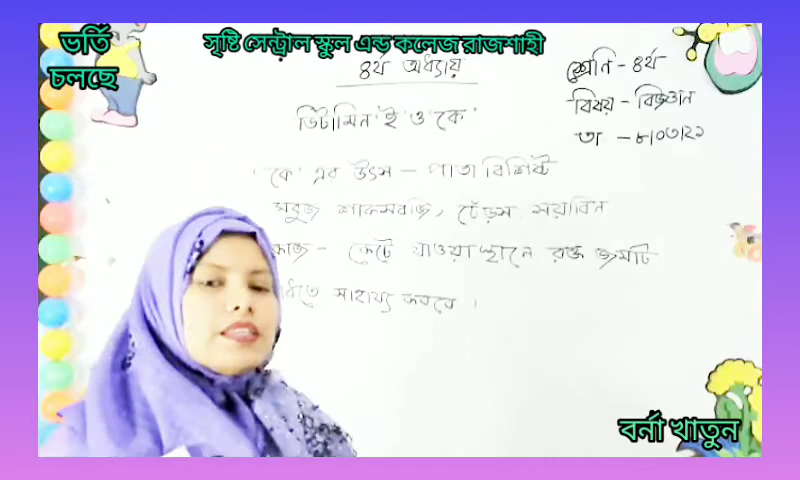 ভর্তি
চলছে
সৃষ্টি সেন্ট্রাল স্কুল এন্ড কলেজ রাজশাহী
৪র্থ অধ্যায়
শ্রেনি - ৪র্থ
বিষয় - বিজ্ঞান
তা - ৮/০৩/২১
ভিটামিন 'ই' ও 'কে'
'কে' এর উৎস - পাতা বিশিষ্ট
সবুজ শাকসবজি, ঢেঁড়স সয়াবিন
কাজ - কেটে যাওয়া স্থানে রক্ত জমাট
বাঁধতে সাহায্য করবে ।
বর্না খাতুন